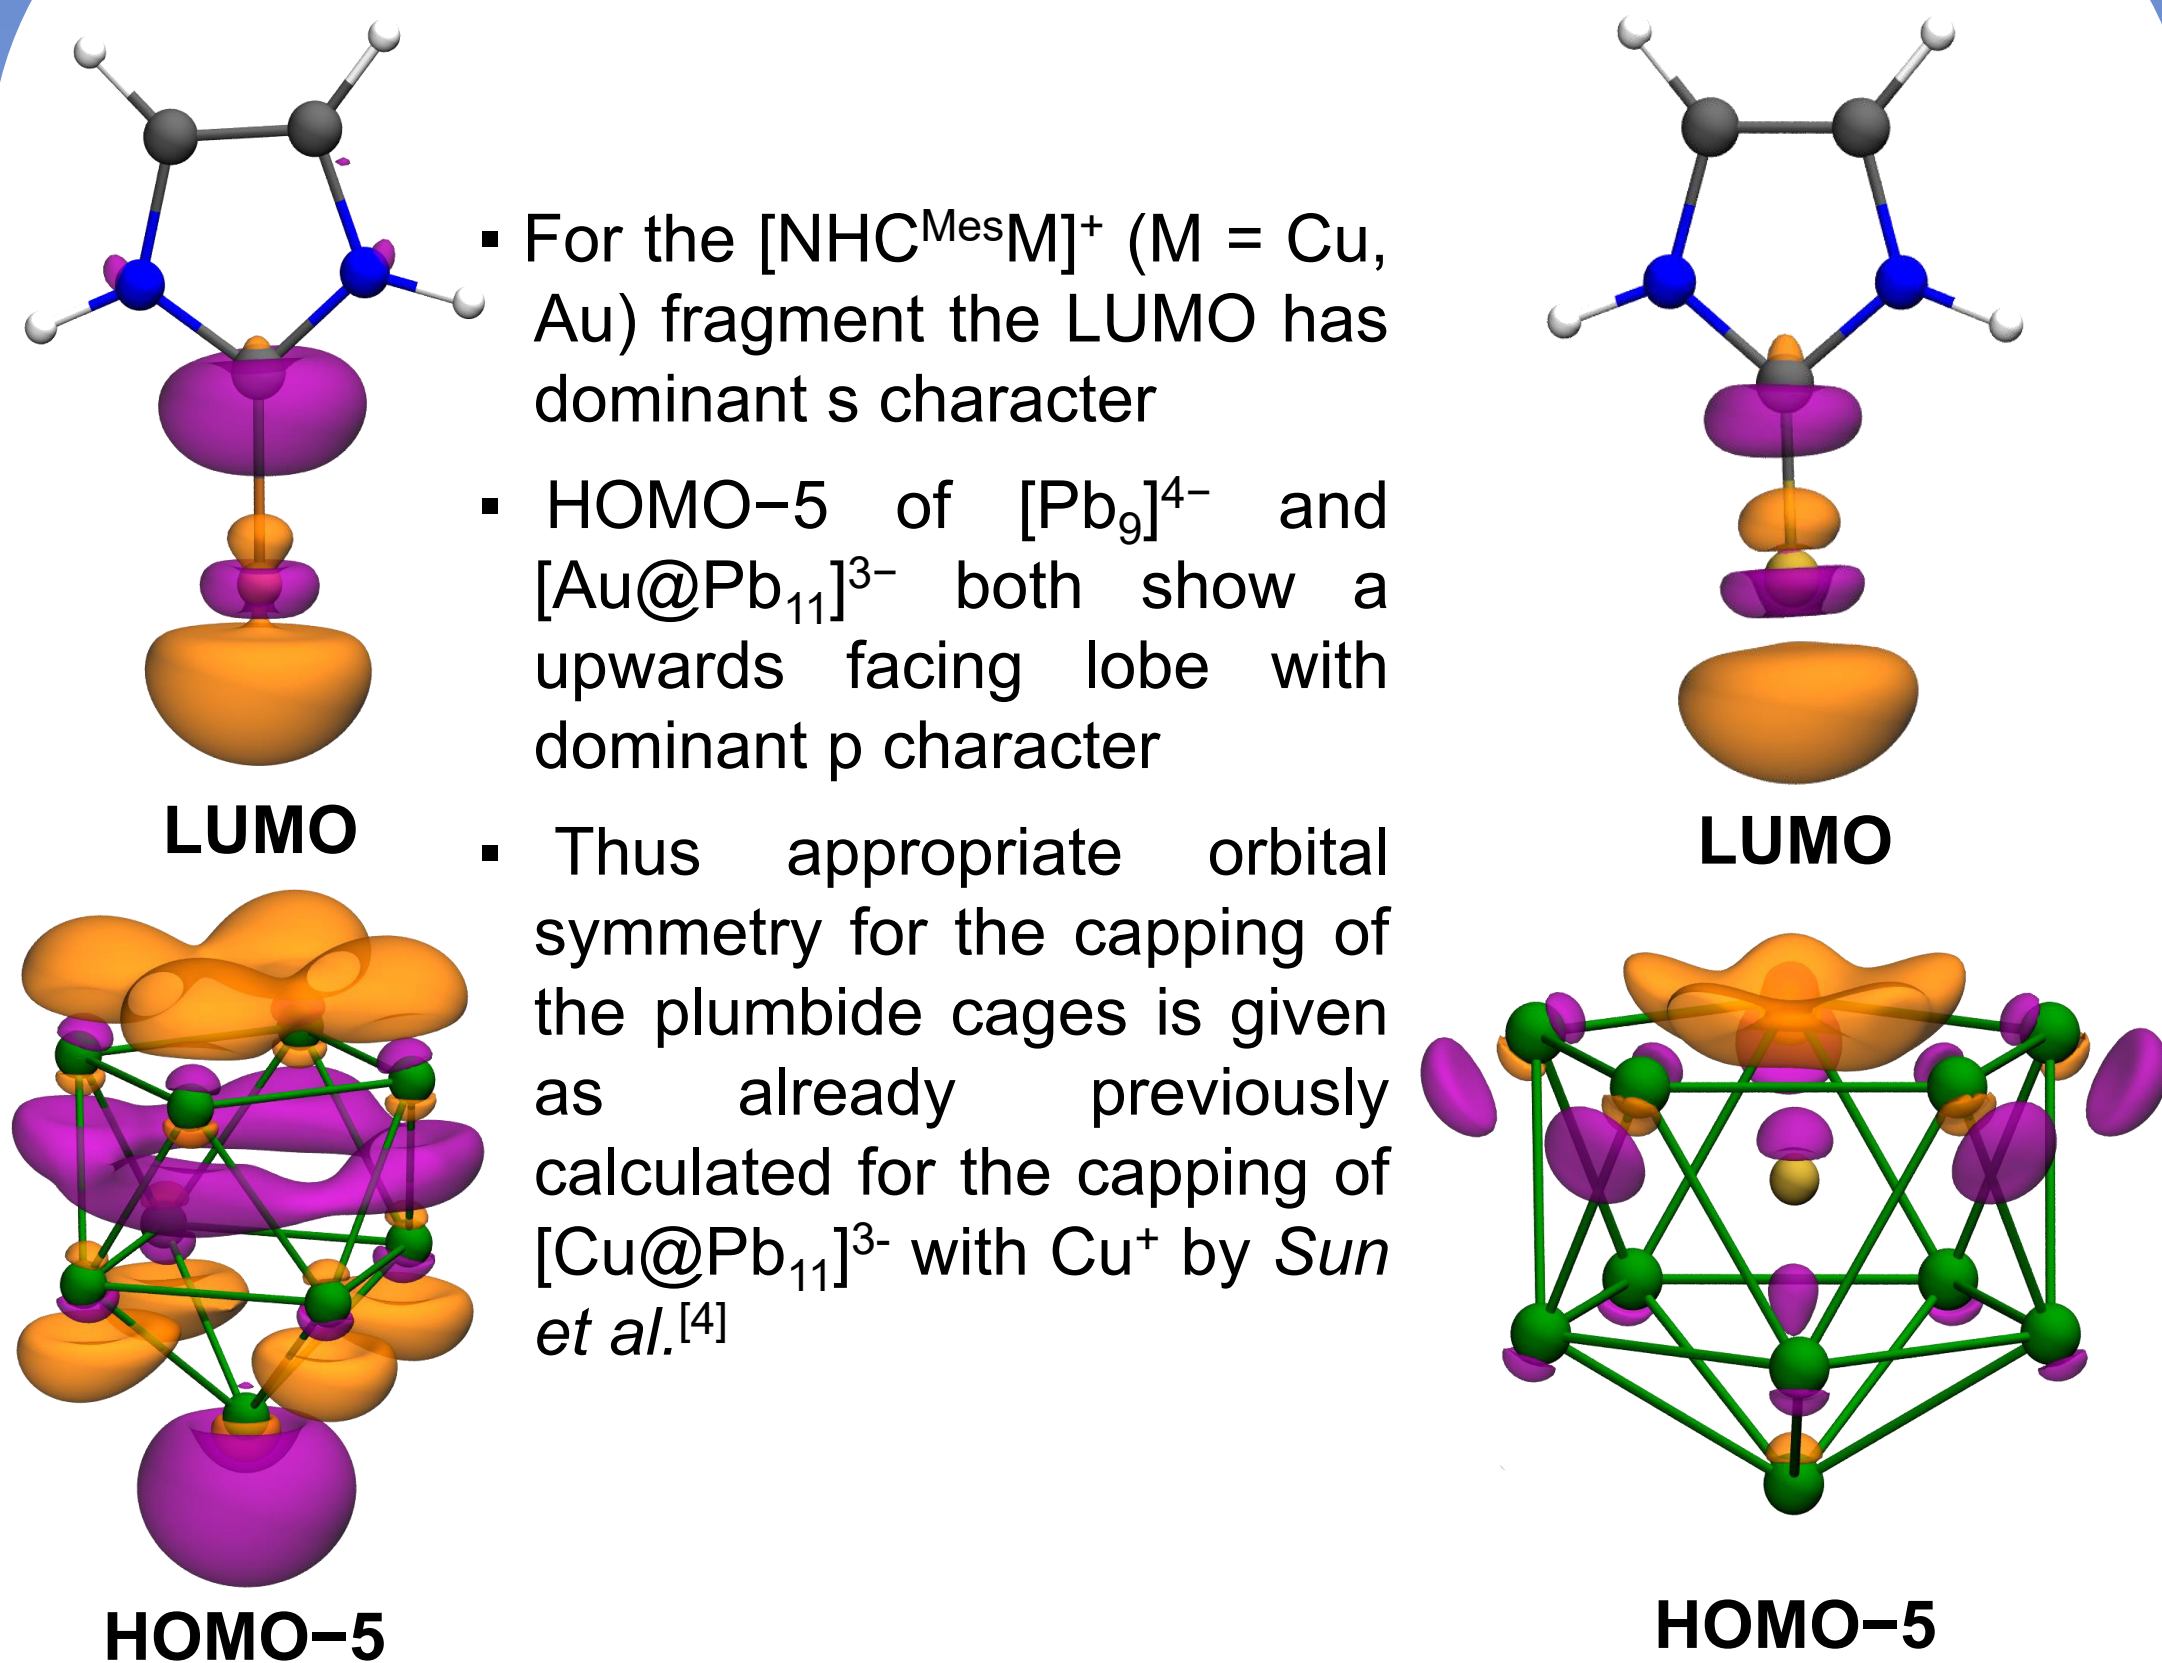 ▪ For the [NHC^Mes M]⁺ (M = Cu,
Au) fragment the LUMO has
dominant s character
▪ HOMO−5 of [Pb₉]⁴⁻ and
[Au@Pb₁₁]³⁻ both show a
upwards facing lobe with
dominant p character
LUMO
LUMO
▪ Thus appropriate orbital
symmetry for the capping of
the plumbide cages is given
as already previously
calculated for the capping of
[Cu@Pb₁₁]³⁻ with Cu⁺ by Sun
et al.[4]
HOMO−5
HOMO−5